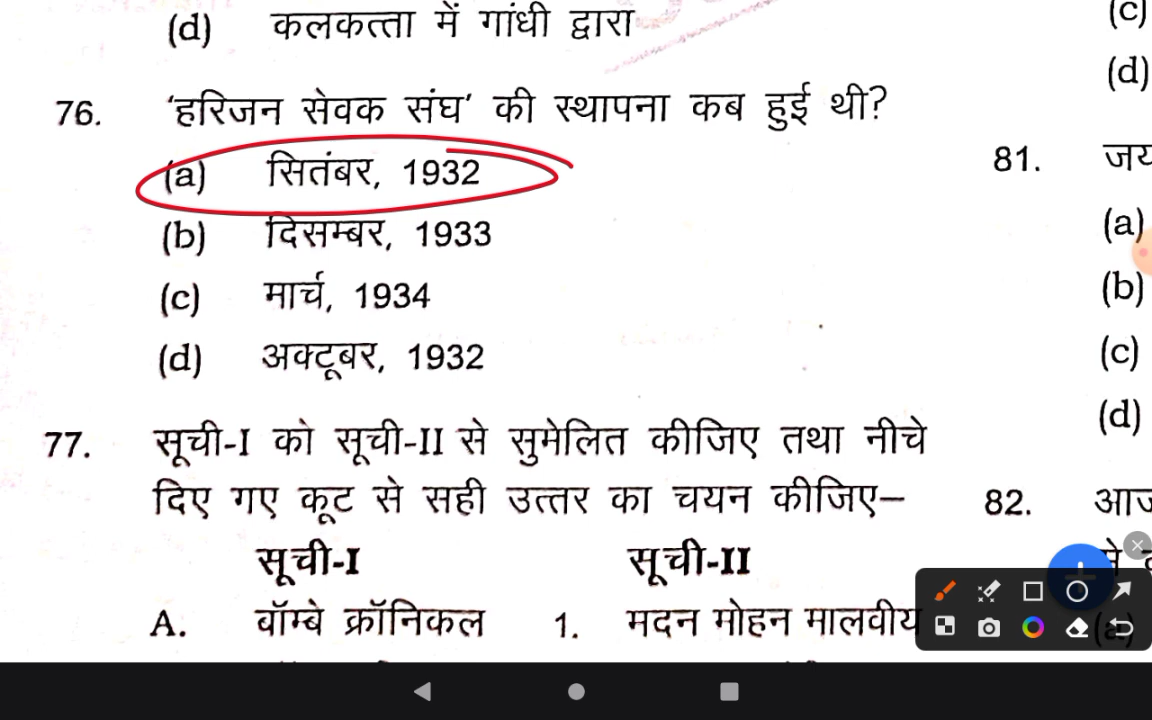 (d) कलकत्ता में गांधी द्वारा
76. 'हरिजन सेवक संघ' की स्थापना कब हुई थी?
(a) सितंबर, 1932
(b) दिसम्बर, 1933
(c) मार्च, 1934
(d) अक्टूबर, 1932
77. सूची-I को सूची-II से सुमेलित कीजिए तथा नीचे
दिए गए कूट से सही उत्तर का चयन कीजिए–
सूची-I सूची-II
A. बॉम्बे क्रॉनिकल 1. मदन मोहन मालवीय
(c)
(d)
81.
(a)
(b)
(c)
(d)
82.